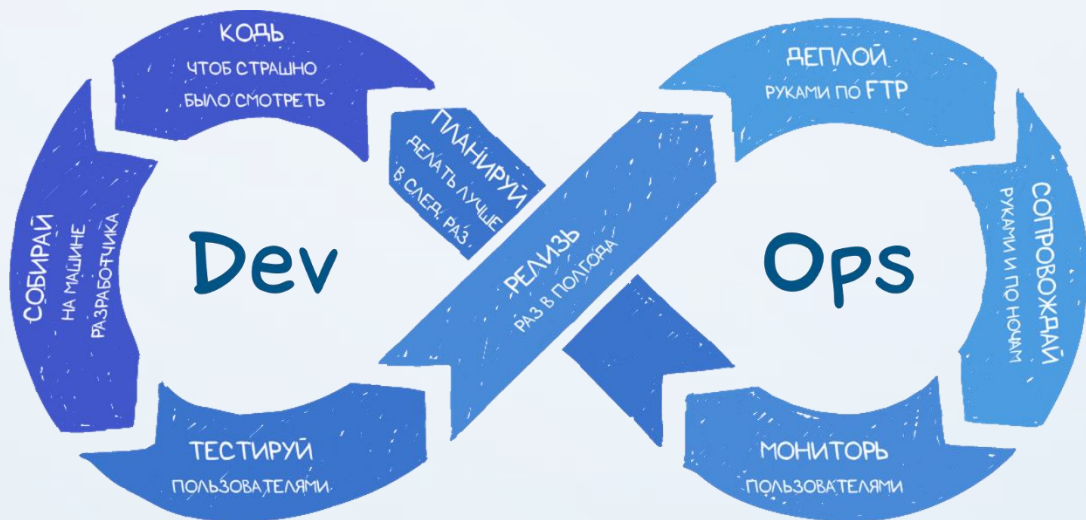 КОДЬ
ЧТОБ СТРАШНО
БЫЛО СМОТРЕТЬ
ПЛАНИРУЙ
ДЕЛАТЬ ЛУЧШЕ
В СЛЕД. РАЗ.
СОБИРАЙ
НА МАШИНЕ
РАЗРАБОТЧИКА
Dev
ТЕСТИРУЙ
ПОЛЬЗОВАТЕЛЯМИ
РЕЛИЗЬ
РАЗ В ПОЛГОДА
ДЕПЛОЙ
РУКАМИ ПО FTP
Ops
СОПРОВОЖДАЙ
РУКАМИ И ПО НОЧАМ
МОНИТОРЬ
ПОЛЬЗОВАТЕЛЯМИ